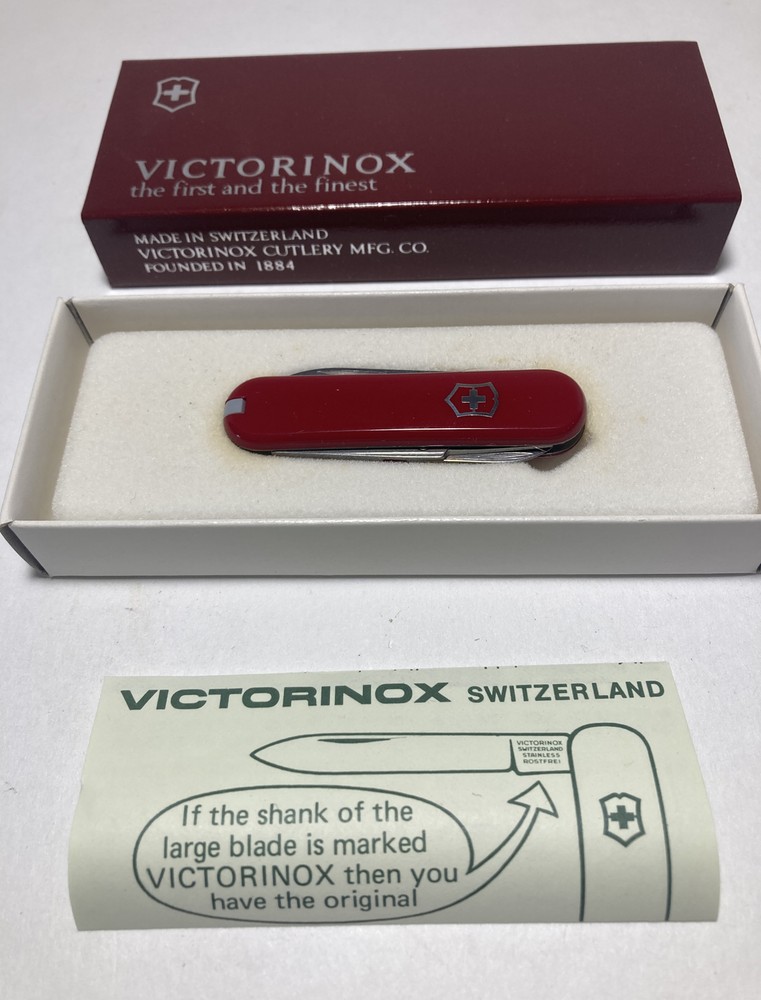 VICTORINOX
the first and the finest
MADE IN SWITZERLAND
VICTORINOX CUTLERY MFG. CO.
FOUNDED IN 1884
VICTORINOX SWITZERLAND
VICTORINOX
SWITZERLAND
STAINLESS
ROSTFREI
If the shank of the
large blade is marked
VICTORINOX then you
have the original